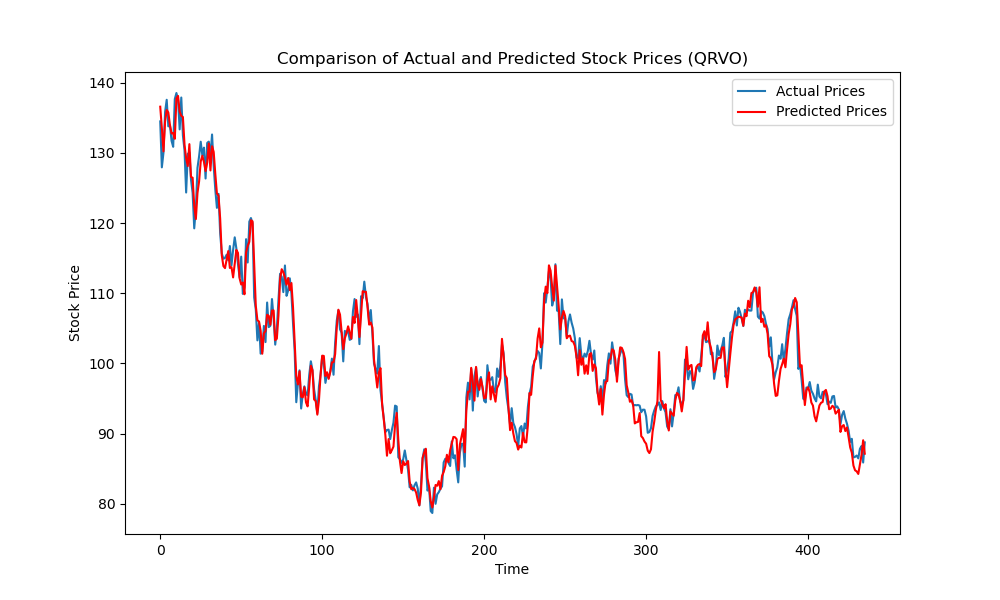 Comparison of Actual and Predicted Stock Prices (QRVO)
Actual Prices
Predicted Prices
140
130
120
110
100
90
80
Stock Price
0 100 200 300 400
Time